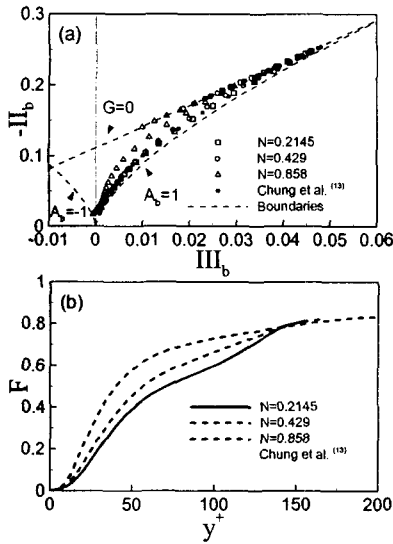 (a)
-II_b
0.3
0.2
0.1
0
G=0
A_p=-1
A_p=1
N=0.2145
N=0.429
N=0.858
Chung et al. (13)
Boundaries
-0.01 0 0.01 0.02 0.03 0.04 0.05 0.06
III_b
(b)
F
1
0.8
0.6
0.4
0.2
0
N=0.2145
N=0.429
N=0.858
Chung et al. (13)
0 50 100 150 200
y+